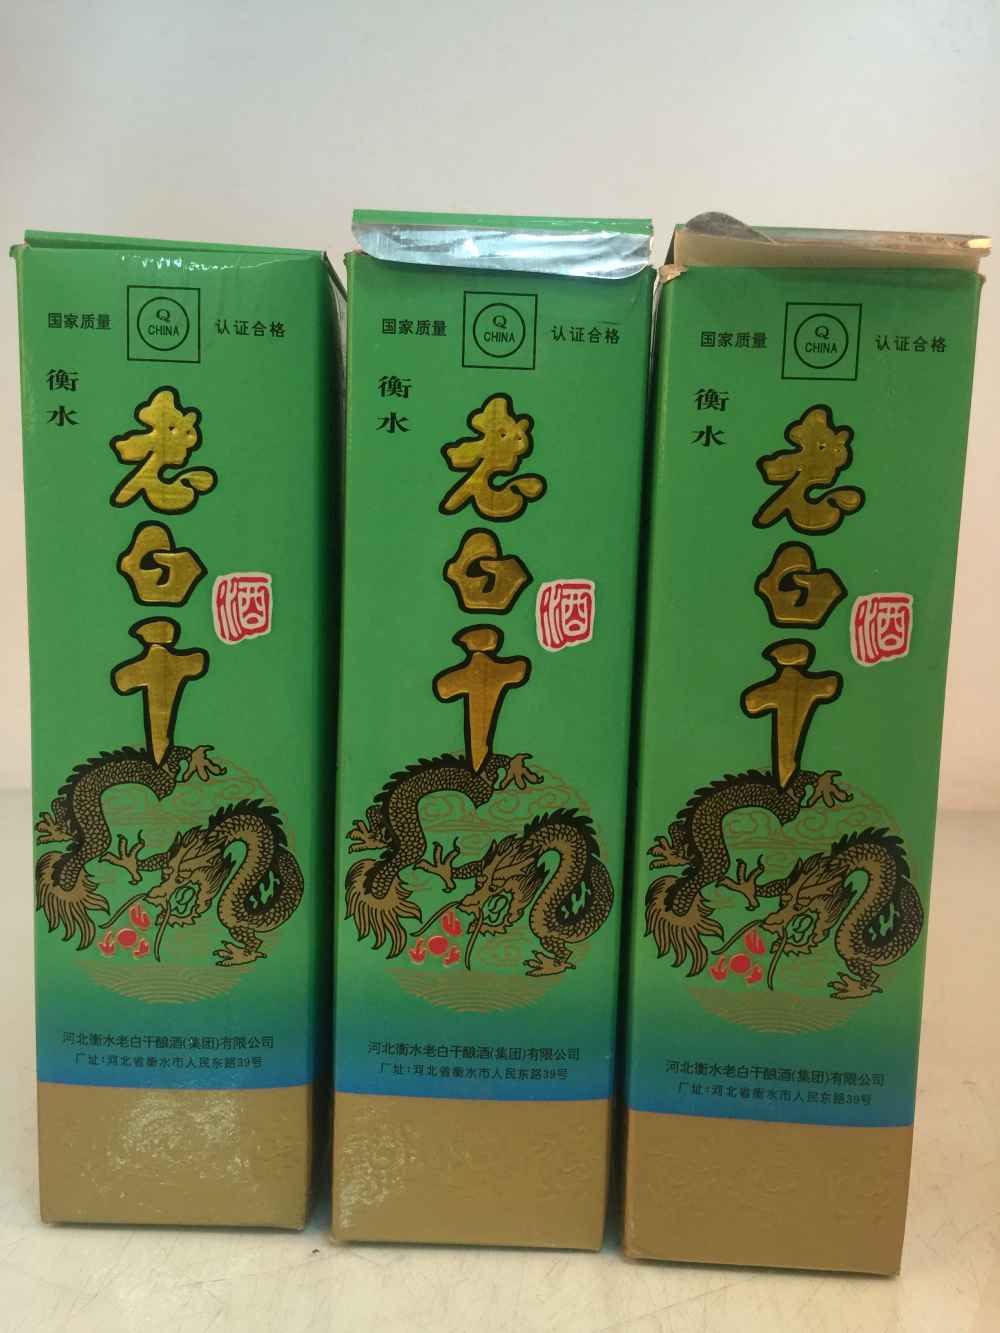 国家质量
Q
CHINA
认证合格
衡水
老白干
酒
河北衡水老白干酿酒(集团)有限公司
厂址:河北省衡水市人民东路39号
国家质量
Q
CHINA
认证合格
衡水
老白干
酒
河北衡水老白干酿酒(集团)有限公司
厂址:河北省衡水市人民东路39号
国家质量
Q
CHINA
认证合格
衡水
老白干
酒
河北衡水老白干酿酒(集团)有限公司
厂址:河北省衡水市人民东路39号